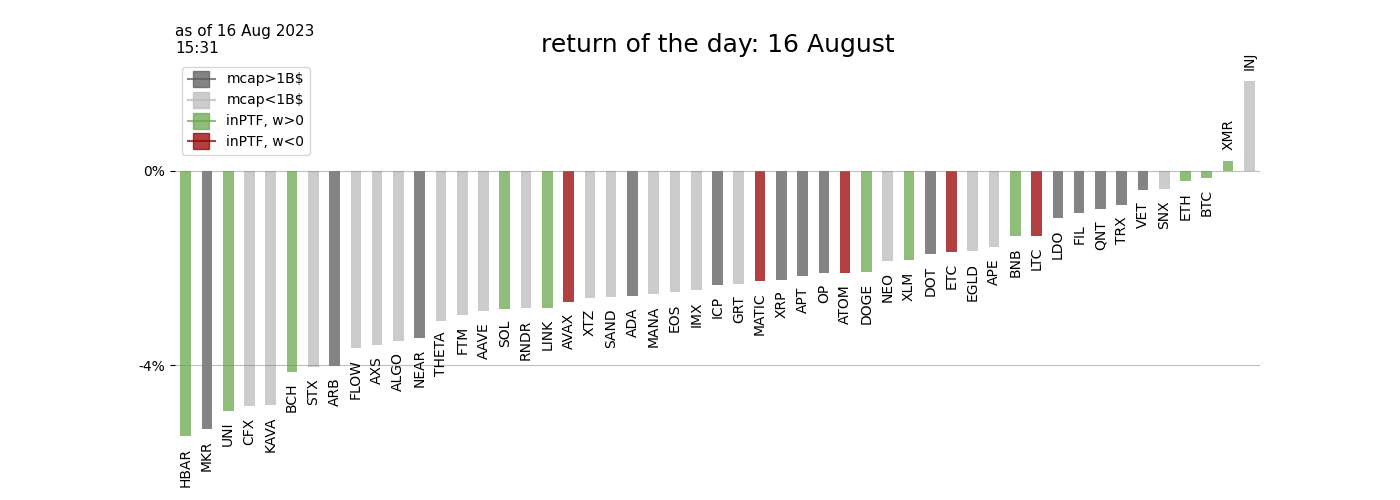 as of 16 Aug 2023
15:31
return of the day: 16 August
mcap>1B$
mcap<1B$
inPTF, w>0
inPTF, w<0
0%
-4%
HBAR
MKR
UNI
CFX
KAVA
BCH
STX
ARB
FLOW
AXS
ALGO
NEAR
THETA
FTM
AAVE
SOL
RNDR
LINK
AVAX
XTZ
SAND
ADA
MANA
EOS
IMX
ICP
GRT
MATIC
XRP
APT
OP
ATOM
DOGE
NEO
XLM
DOT
ETC
EGLD
APE
BNB
LTC
LDO
FIL
QNT
TRX
VET
SNX
ETH
BTC
XMR
INJ